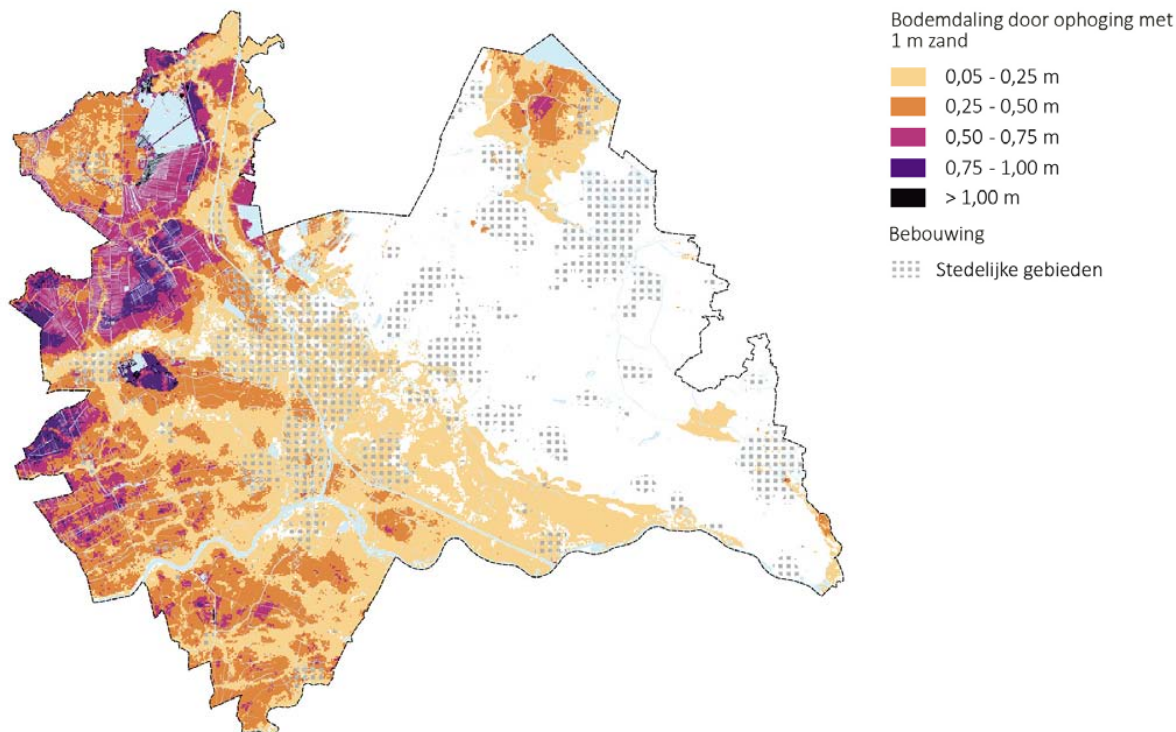 Bodemdaling door ophoging met
1 m zand
0,05 - 0,25 m
0,25 - 0,50 m
0,50 - 0,75 m
0,75 - 1,00 m
> 1,00 m
Bebouwing
Stedelijke gebieden